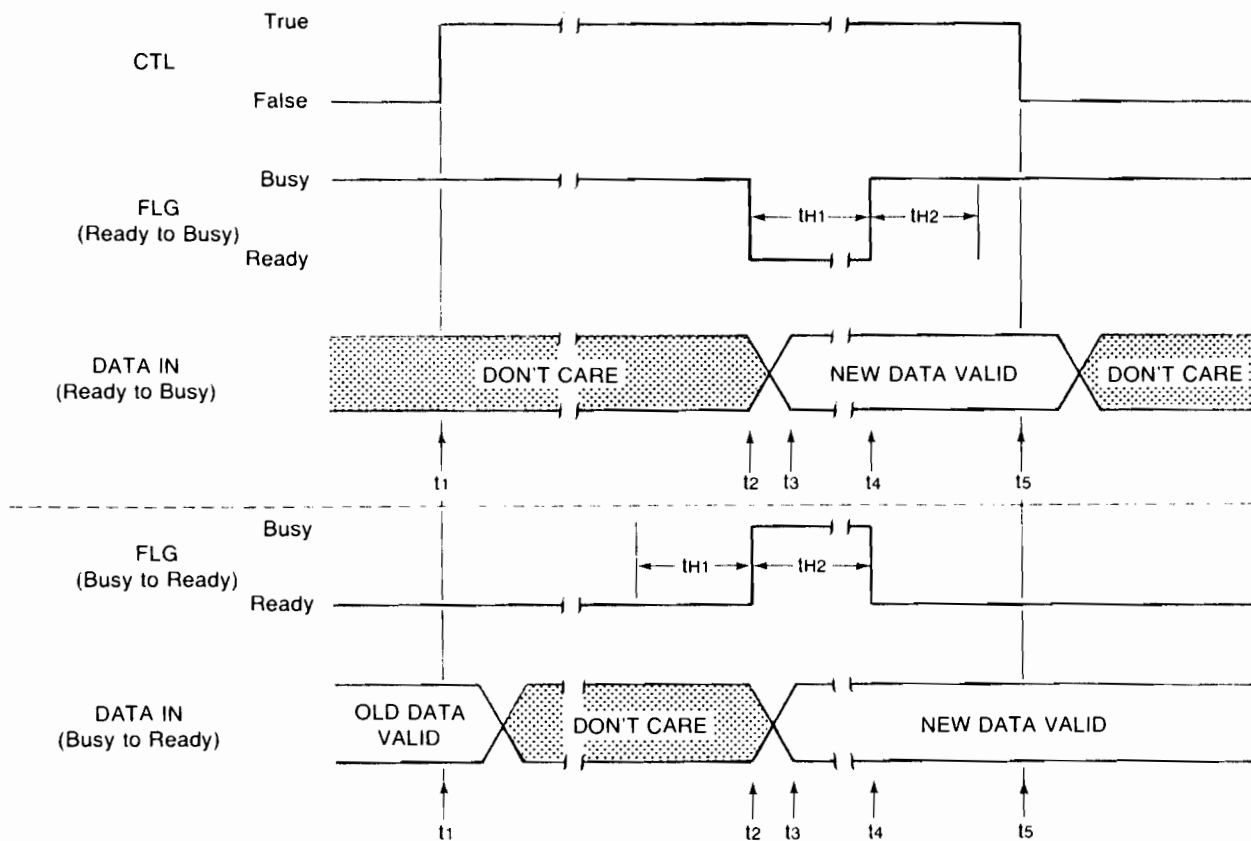 True
CTL
False
Busy
FLG
(Ready to Busy)
tH1
tH2
Ready
DATA IN
(Ready to Busy)
DON'T CARE
NEW DATA VALID
DON'T CARE
t1
t2
t3
t4
t5
Busy
FLG
(Busy to Ready)
tH1
tH2
Ready
DATA IN
(Busy to Ready)
OLD DATA
VALID
DON'T CARE
NEW DATA VALID
t1
t2
t3
t4
t5